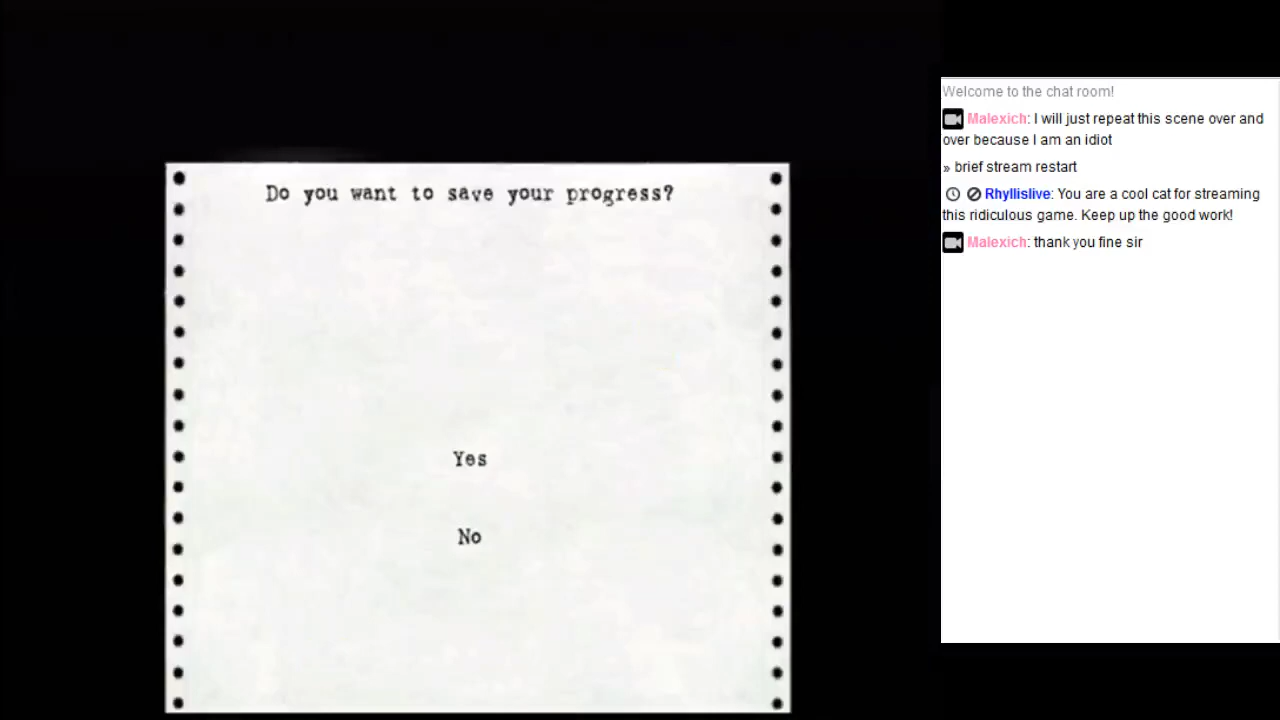 Do you want to save your progress?
Yes
No
Welcome to the chat room!
Malexich: I will just repeat this scene over and
over because I am an idiot
» brief stream restart
Rhyllislive: You are a cool cat for streaming
this ridiculous game. Keep up the good work!
Malexich: thank you fine sir